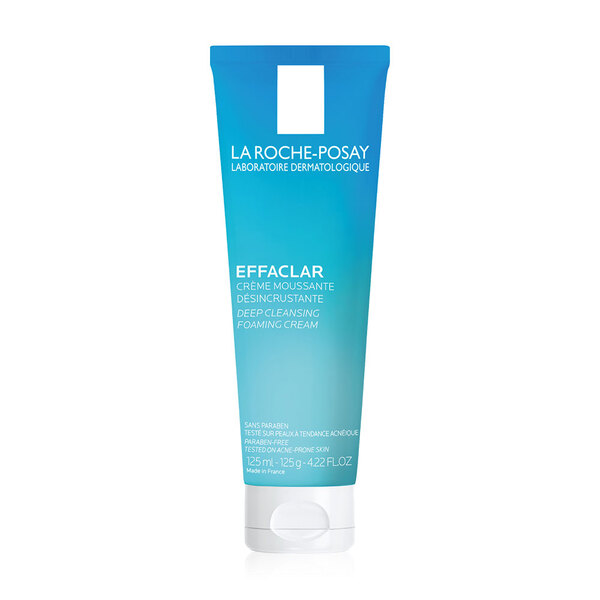 LA ROCHE-POSAY
LABORATOIRE DERMATOLOGIQUE
EFFACLAR
CRÈME MOUSSANTE
DÉSINCRUSTANTE
DEEP CLEANSING
FOAMING CREAM
SANS PARABEN
TESTÉ SUR PEAUX À TENDANCE ACNÉIQUE
PARABEN-FREE
TESTED ON ACNE-PRONE SKIN
125 ml - 125 g - 4.22 FL.OZ
Made in France